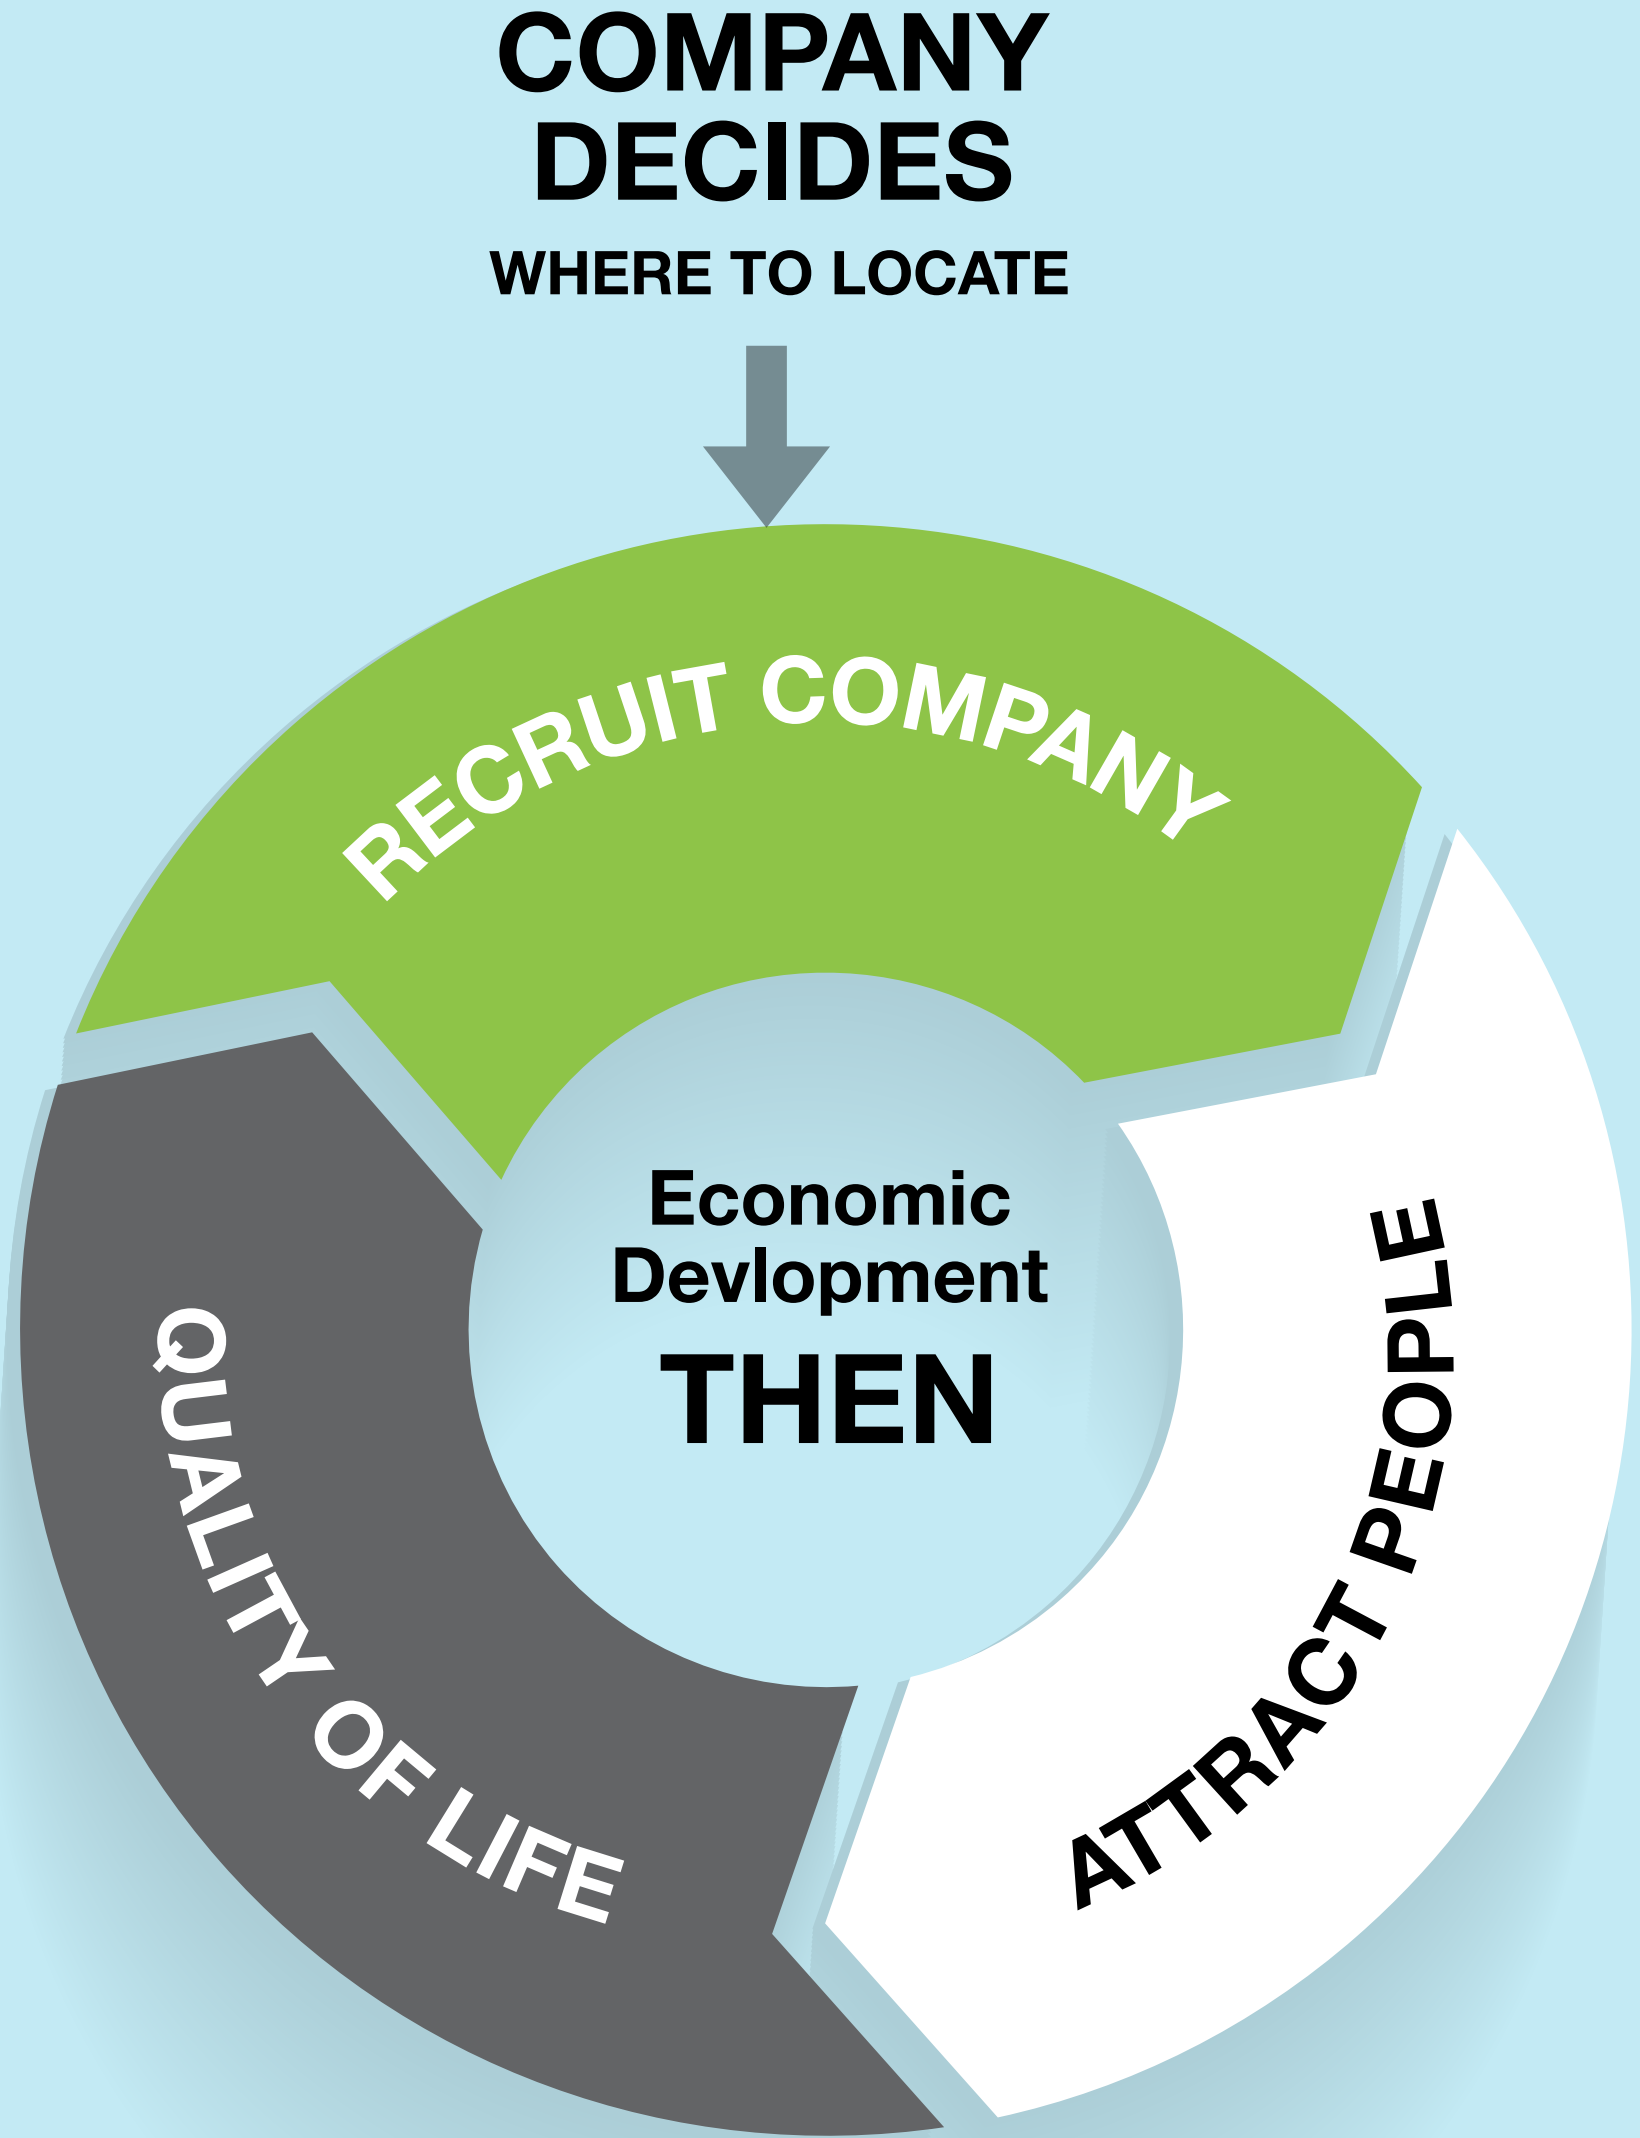 COMPANY
DECIDES
WHERE TO LOCATE
RECRUIT COMPANY
Economic
Devlopment
THEN
ATTRACT PEOPLE
QUALITY OF LIFE